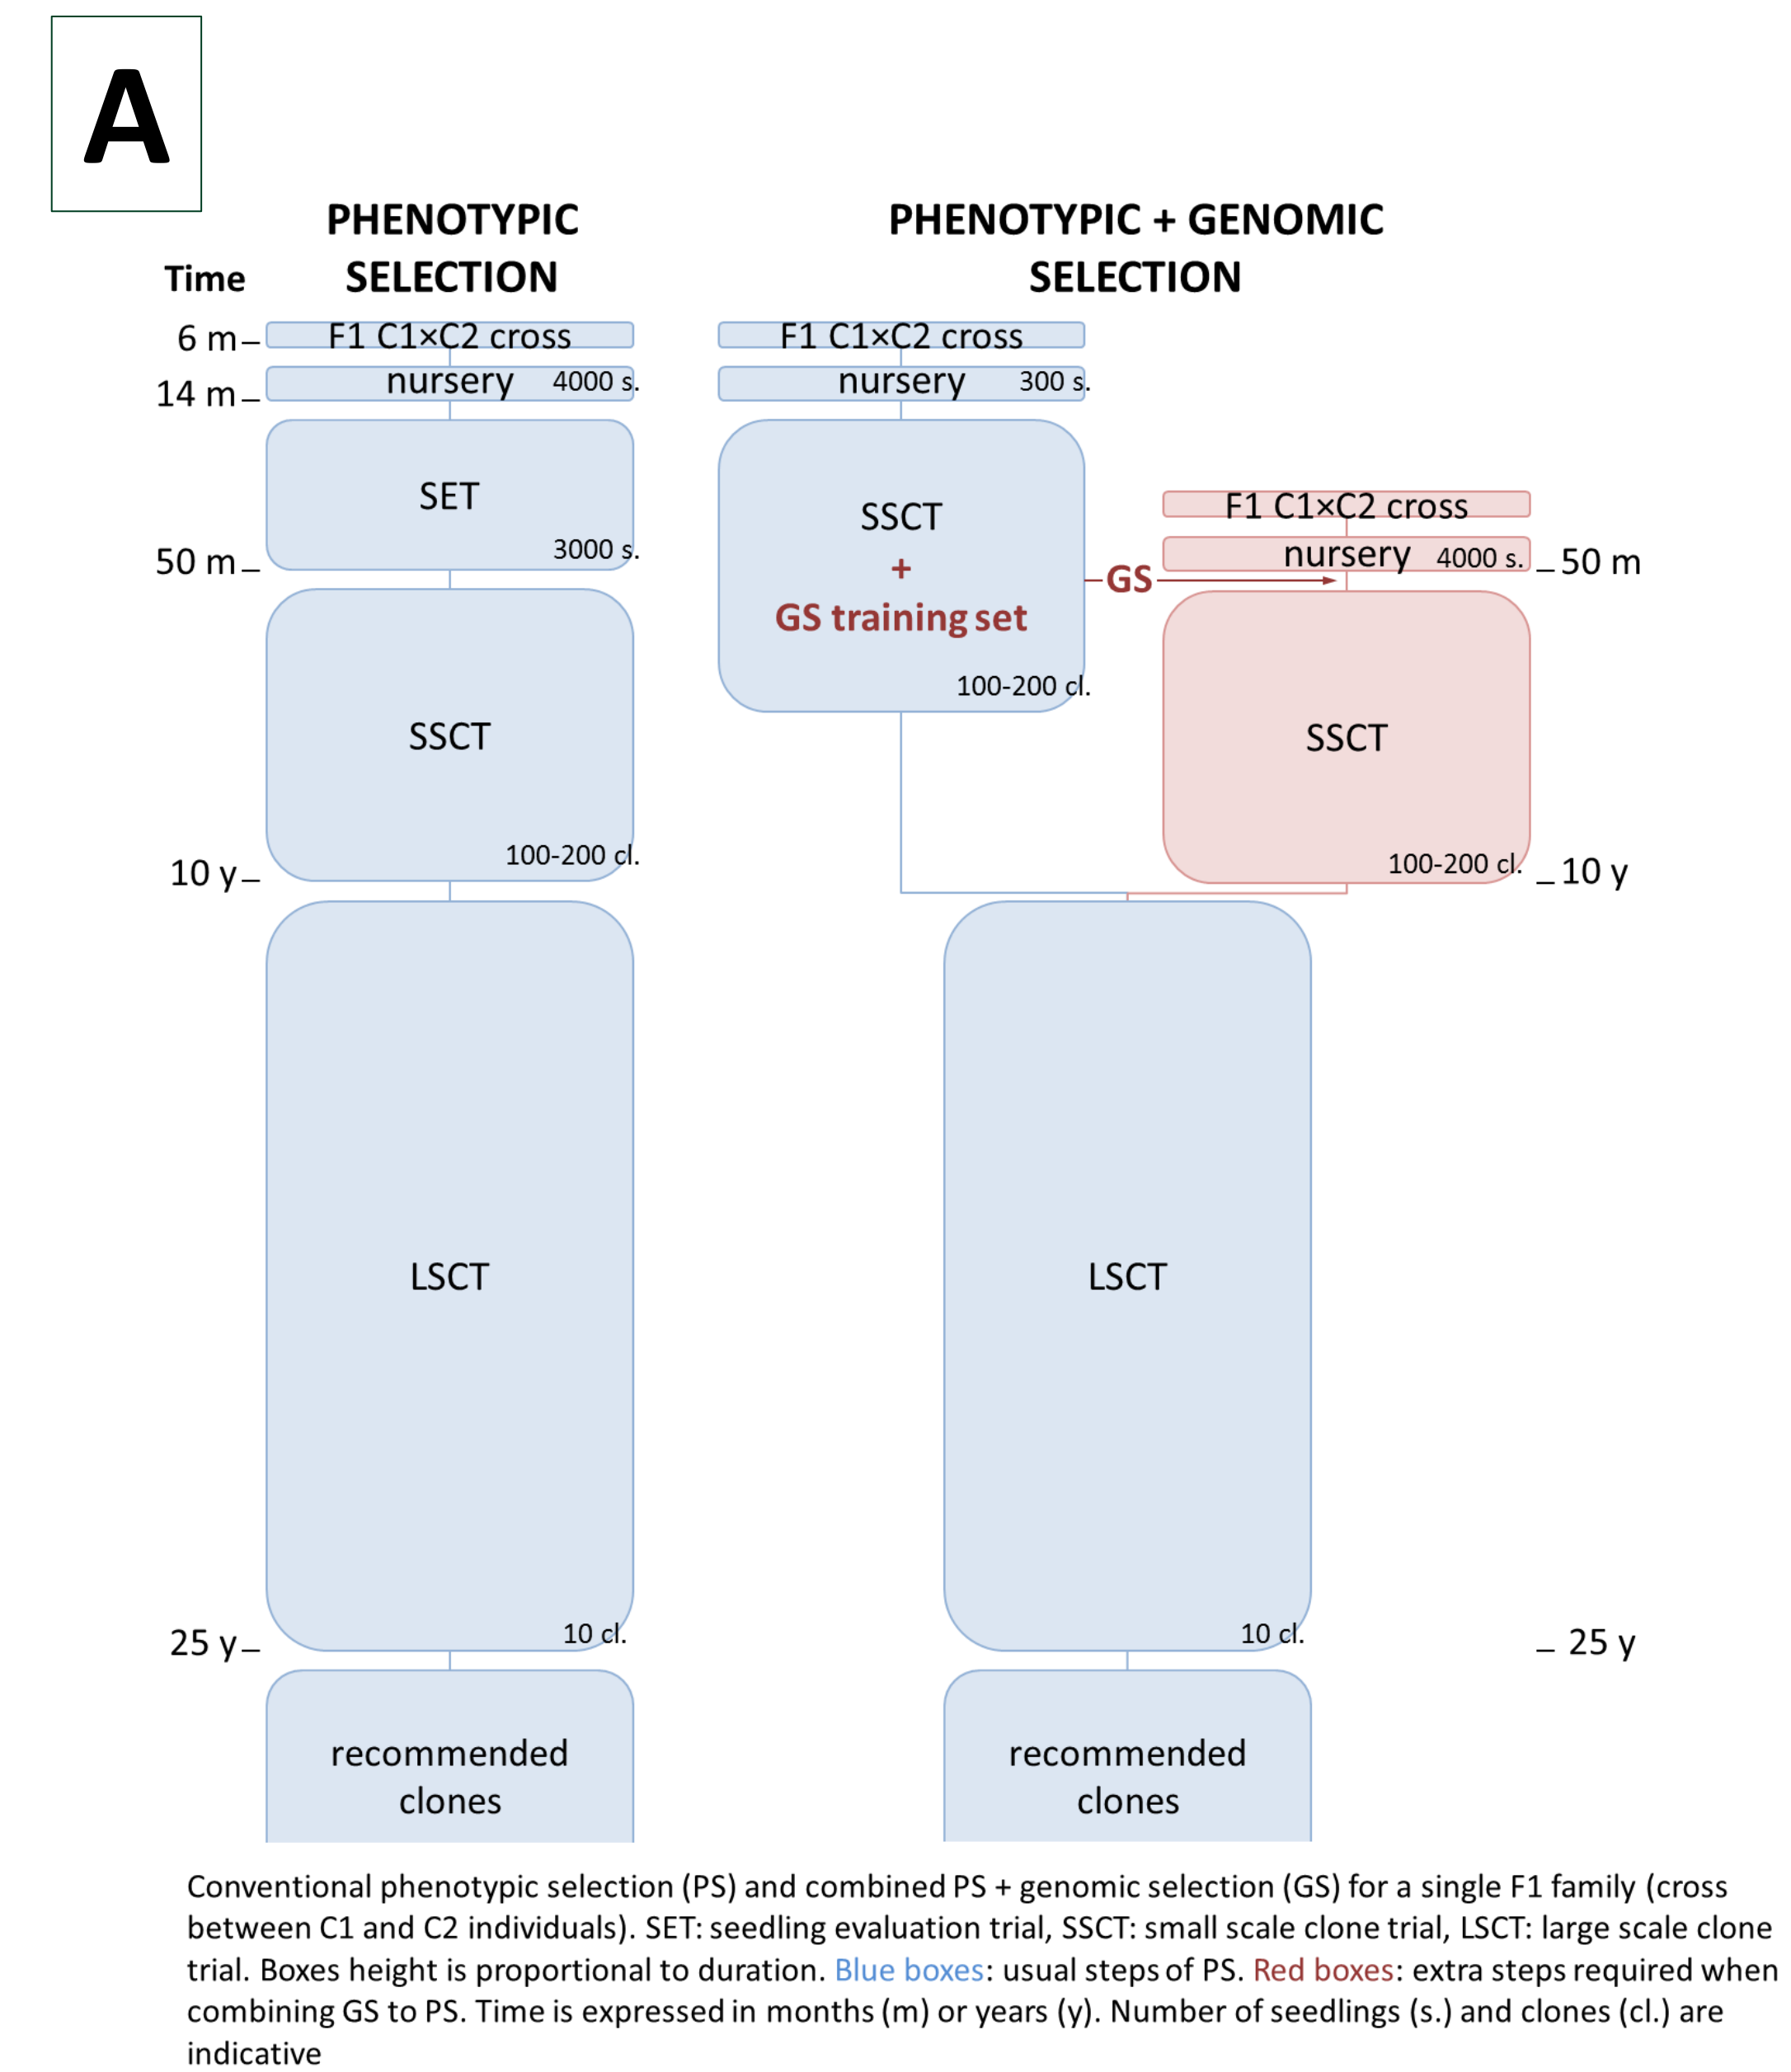 A
PHENOTYPIC
SELECTION
PHENOTYPIC + GENOMIC
SELECTION
Time
6 m
F1 C1×C2 cross
F1 C1×C2 cross
14 m
nursery 4000 s.
nursery 300 s.
SET
3000 s.
50 m
SSCT
+
GS training set
100-200 cl.
GS
F1 C1×C2 cross
nursery 4000 s.
50 m
SSCT
100-200 cl.
10 y
SSCT
100-200 cl.
10 y
LSCT
10 cl.
LSCT
10 cl.
25 y
25 y
recommended
clones
recommended
clones
Conventional phenotypic selection (PS) and combined PS + genomic selection (GS) for a single F1 family (cross
between C1 and C2 individuals). SET: seedling evaluation trial, SSCT: small scale clone trial, LSCT: large scale clone
trial. Boxes height is proportional to duration. Blue boxes: usual steps of PS. Red boxes: extra steps required when
combining GS to PS. Time is expressed in months (m) or years (y). Number of seedlings (s.) and clones (cl.) are
indicative